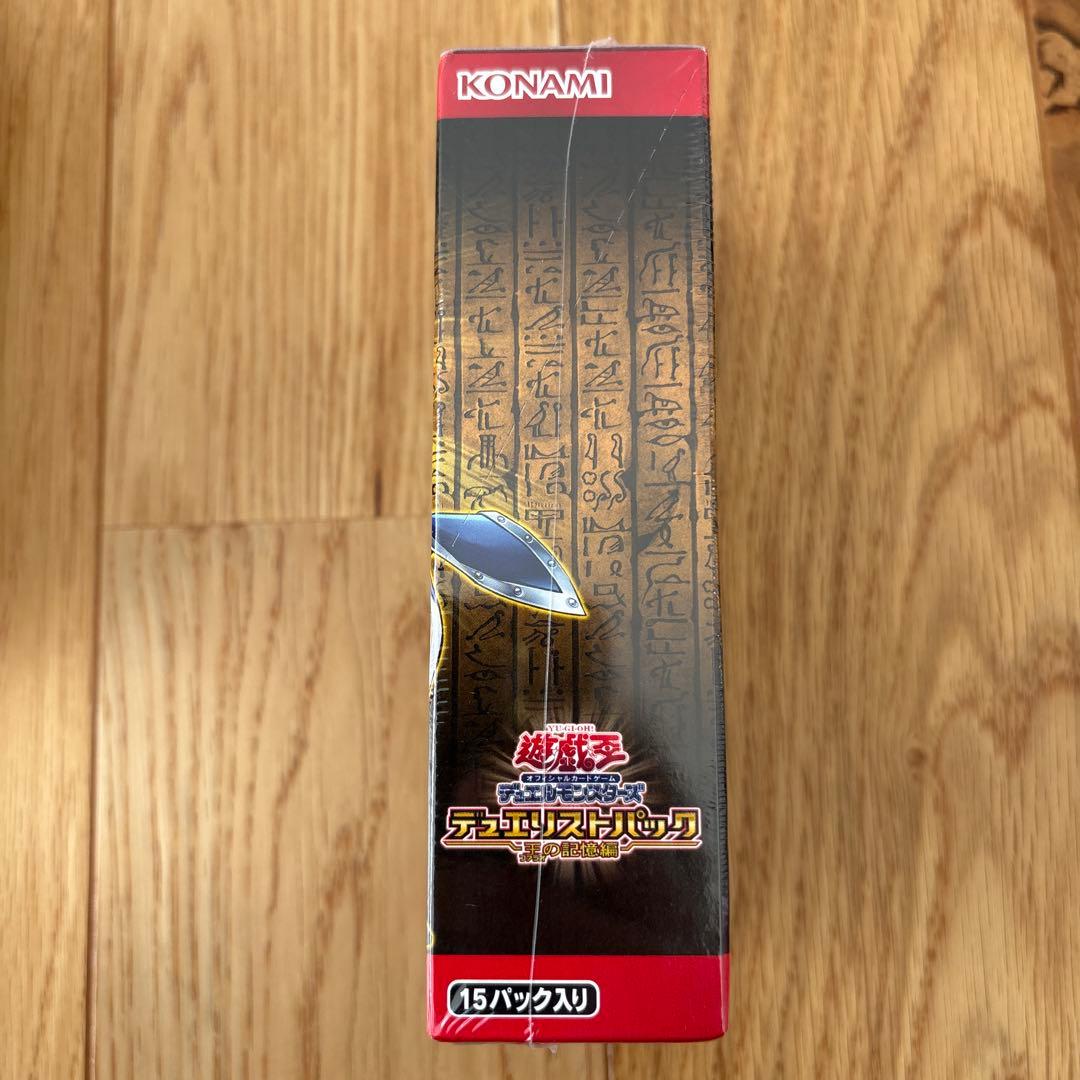 KONAMI
YU-GI-OH!
遊戯王
オフィシャルカードゲーム
デュエルモンスターズ
デュエリストパック
王の記憶編
15パック入り